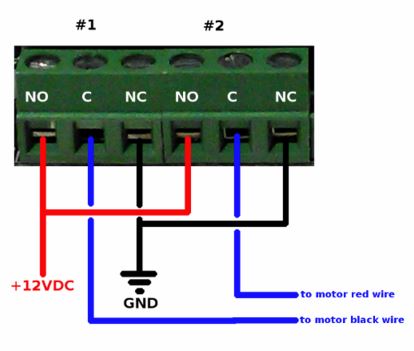 #1 #2
NO C NC NO C NC
+12VDC
GND
to motor red wire
to motor black wire